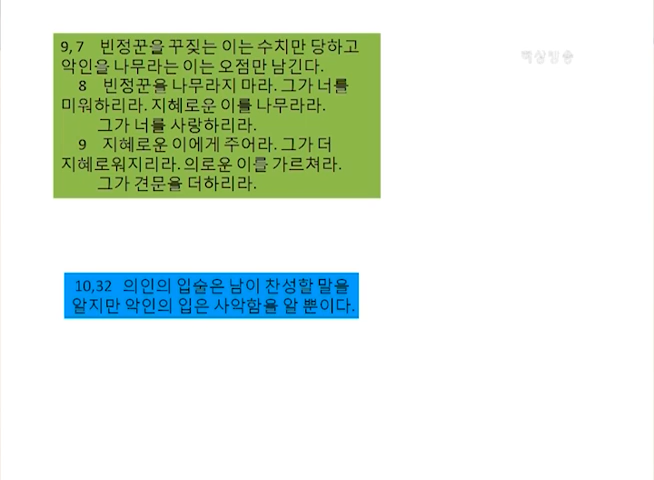 9,7 빈정꾼을 꾸짖는 이는 수치만 당하고
악인을 나무라는 이는 오점만 남긴다.
8 빈정꾼을 나무라지 마라. 그가 너를
미워하리라. 지혜로운 이를 나무라라.
그가 너를 사랑하리라.
9 지혜로운 이에게 주어라. 그가 더
지혜로워지리라. 의로운 이를 가르쳐라.
그가 견문을 더하리라.
10,32 의인의 입술은 남이 찬성할 말을
알지만 악인의 입은 사악함을 알 뿐이다.